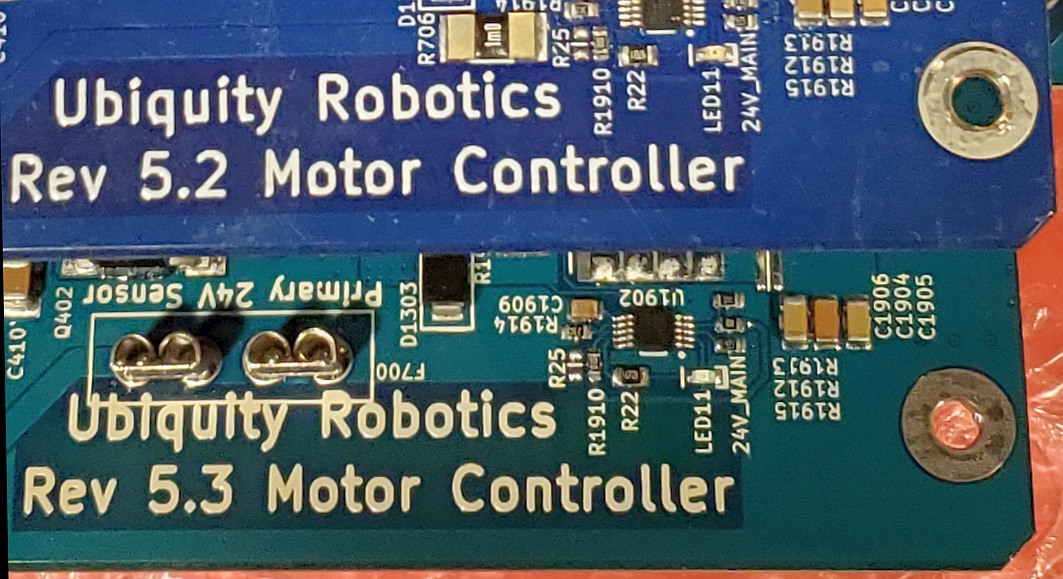 R1914
R706
1m0
R25
R1910
R22
LED11
24V_MAIN
R1913
R1912
R1915
Ubiquity Robotics
Rev 5.2 Motor Controller
Q402
Primary 24V Sensor
D1303
C1909
R1914
U1902
C1906
C1904
C1905
F700
R25
R1910
R22
LED11
24V_MAIN
R1913
R1912
R1915
Ubiquity Robotics
Rev 5.3 Motor Controller